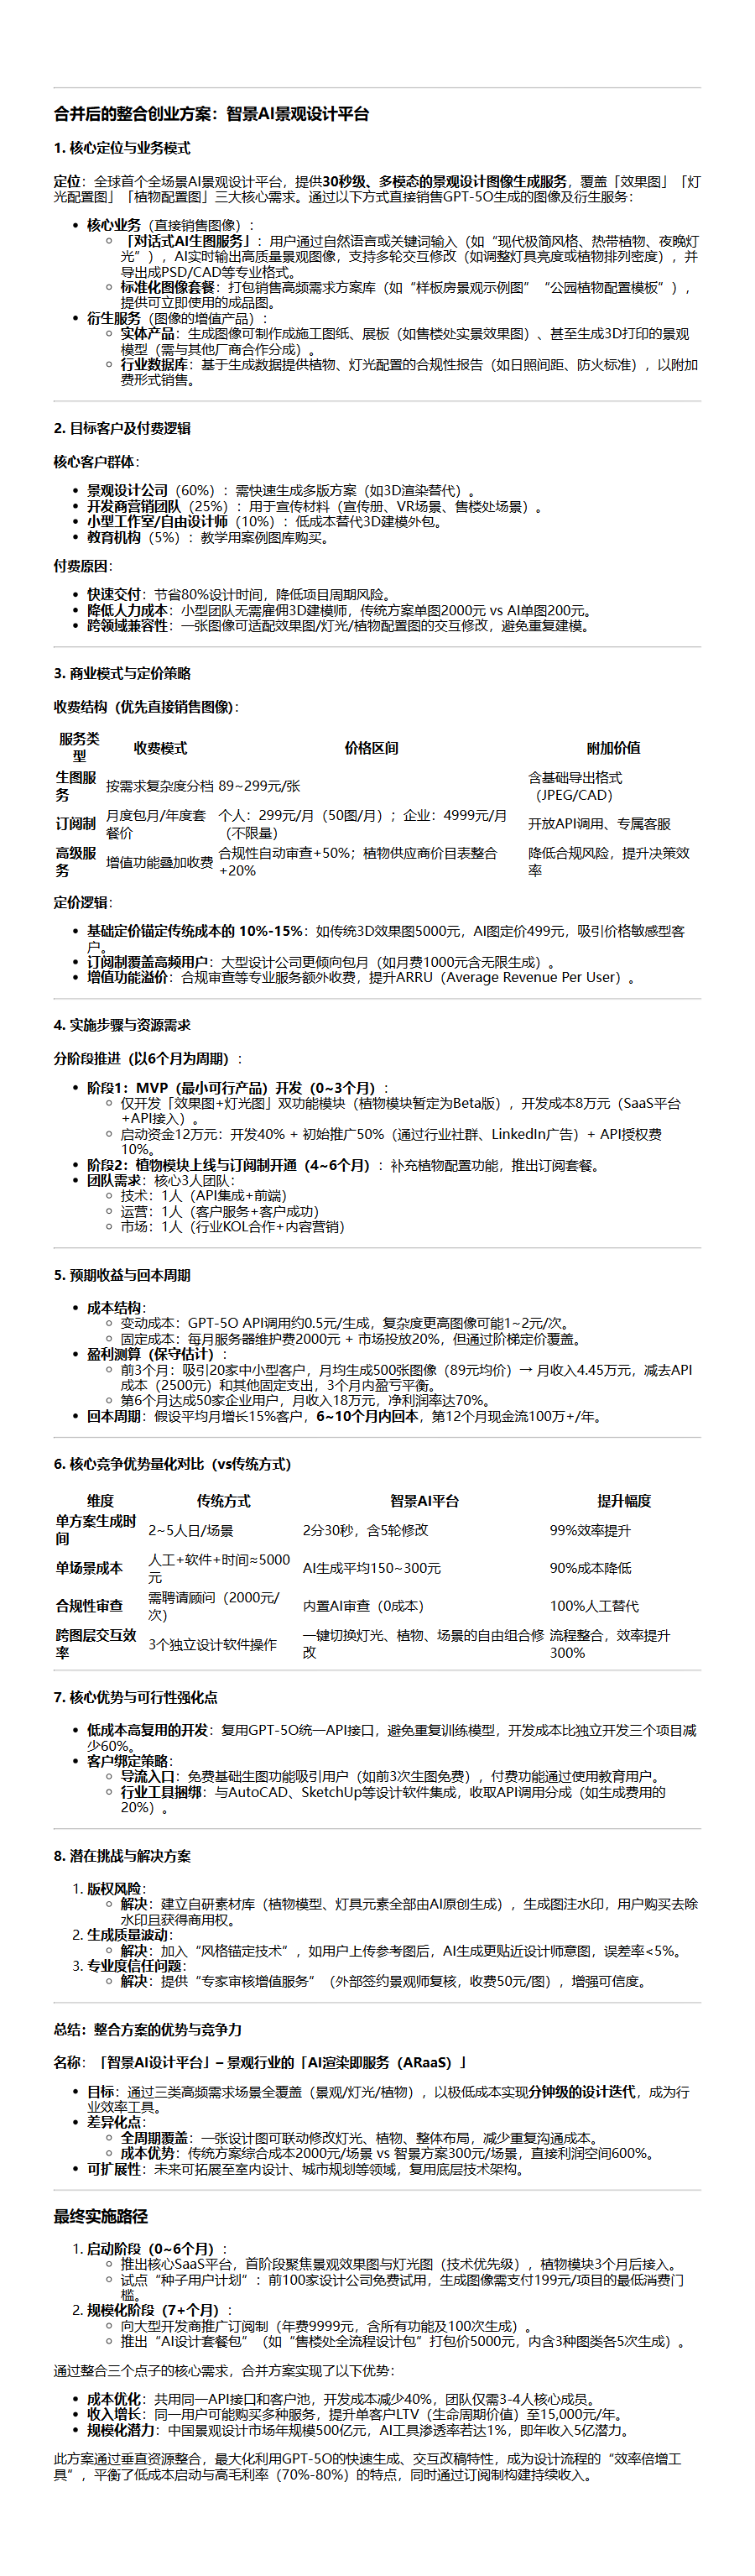 合并后的整合创业方案：智景AI景观设计平台
1. 核心定位与业务模式
定位：全球首个全场景AI景观设计平台，提供30秒级、多模态的景观设计图像生成服务，覆盖「效果图」「灯
光配置图」「植物配置图」三大核心需求。通过以下方式直接销售GPT-5O生成的图像及衍生服务：
• 核心业务（直接销售图像）：
○ 「对话式AI生图服务」：用户通过自然语言或关键词输入（如“现代极简风格、热带植物、夜晚灯
光”），AI实时输出高质量景观图像，支持多轮交互修改（如调整灯具亮度或植物排列密度），并
导出成PSD/CAD等专业格式。
○ 标准化图像套餐：打包销售高频需求方案库（如“样板房景观示例图”“公园植物配置模板”），
提供可立即使用的成品图。
• 衍生服务（图像的增值产品）：
○ 实体产品：生成图像可制作成施工图纸、展板（如售楼处实景效果图）、甚至生成3D打印的景观
模型（需与其他厂商合作分成）。
○ 行业数据库：基于生成数据提供植物、灯光配置的合规性报告（如日照间距、防火标准），以附加
费形式销售。
2. 目标客户及付费逻辑
核心客户群体：
• 景观设计公司（60%）：需快速生成多版方案（如3D渲染替代）。
• 开发商营销团队（25%）：用于宣传材料（宣传册、VR场景、售楼处场景）。
• 小型工作室/自由设计师（10%）：低成本替代3D建模外包。
• 教育机构（5%）：教学用案例图库购买。
付费原因：
• 快速交付：节省80%设计时间，降低项目周期风险。
• 降低人力成本：小型团队无需雇佣3D建模师，传统方案单图2000元 vs AI单图200元。
• 跨领域兼容性：一张图像可适配效果图/灯光/植物配置图的交互修改，避免重复建模。
3. 商业模式与定价策略
收费结构（优先直接销售图像）：
服务类
型 收费模式 价格区间 附加价值
生图服
务 按需求复杂度分档 89~299元/张 含基础导出格式
（JPEG/CAD）
订阅制 月度包月/年度套
餐价 个人：299元/月（50图/月）；企业：4999元/月
（不限量） 开放API调用、专属客服
高级服
务 增值功能叠加收费 合规性自动审查+50%；植物供应商价目表整合
+20% 降低合规风险，提升决策效
率
定价逻辑：
• 基础定价锚定传统成本的 10%-15%：如传统3D效果图5000元，AI图定价499元，吸引价格敏感型客
户。
• 订阅制覆盖高频用户：大型设计公司更倾向包月（如月费1000元含无限生成）。
• 增值功能溢价：合规审查等专业服务额外收费，提升ARRU（Average Revenue Per User）。
4. 实施步骤与资源需求
分阶段推进（以6个月为周期）：
• 阶段1：MVP（最小可行产品）开发（0~3个月）：
○ 仅开发「效果图+灯光图」双功能模块（植物模块暂定为Beta版），开发成本8万元（SaaS平台
+API接入）。
○ 启动资金12万元：开发40% + 初始推广50%（通过行业社群、LinkedIn广告）+ API授权费
10%。
• 阶段2：植物模块上线与订阅制开通（4~6个月）：补充植物配置功能，推出订阅套餐。
• 团队需求：核心3人团队：
○ 技术：1人（API集成+前端）
○ 运营：1人（客户服务+客户成功）
○ 市场：1人（行业KOL合作+内容营销）
5. 预期收益与回本周期
• 成本结构：
○ 变动成本：GPT-5O API调用约0.5元/生成，复杂度更高图像可能1~2元/次。
○ 固定成本：每月服务器维护费2000元 + 市场投放20%，但通过阶梯定价覆盖。
• 盈利测算（保守估计）：
○ 前3个月：吸引20家中小型客户，月均生成500张图像（89元均价）→ 月收入4.45万元，减去API
成本（2500元）和其他固定支出，3个月内盈亏平衡。
○ 第6个月达成50家企业用户，月收入18万元，净利润率达70%。
• 回本周期：假设平均月增长15%客户，6~10个月内回本，第12个月现金流100万+/年。
6. 核心竞争优势量化对比（vs传统方式）
维度 传统方式 智景AI平台 提升幅度
单方案生成时
间 2~5人日/场景 2分30秒，含5轮修改 99%效率提升
单场景成本 人工+软件+时间≈5000
元 AI生成平均150~300元 90%成本降低
合规性审查 需聘请顾问（2000元/
次） 内置AI审查（0成本） 100%人工替代
跨图层交互效
率 3个独立设计软件操作 一键切换灯光、植物、场景的自由组合修
改 流程整合，效率提升
300%
7. 核心优势与可行性强化点
• 低成本高复用的开发：复用GPT-5O统一API接口，避免重复训练模型，开发成本比独立开发三个项目减
少60%。
• 客户绑定策略：
○ 导流入口：免费基础生图功能吸引用户（如前3次生图免费），付费功能通过使用教育用户。
○ 行业工具捆绑：与AutoCAD、SketchUp等设计软件集成，收取API调用分成（如生成费用的
20%）。
8. 潜在挑战与解决方案
1. 版权风险：
○ 解决：建立自研素材库（植物模型、灯具元素全部由AI原创生成），生成图注水印，用户购买去除
水印且获得商用权。
2. 生成质量波动：
○ 解决：加入“风格锚定技术”，如用户上传参考图后，AI生成更贴近设计师意图，误差率<5%。
3. 专业度信任问题：
○ 解决：提供“专家审核增值服务”（外部签约景观师复核，收费50元/图），增强可信度。
总结：整合方案的优势与竞争力
名称：「智景AI设计平台」– 景观行业的「AI渲染即服务（ARaaS）」
• 目标：通过三类高频需求场景全覆盖（景观/灯光/植物），以极低成本实现分钟级的设计迭代，成为行
业效率工具。
• 差异化点：
○ 全周期覆盖：一张设计图可联动修改灯光、植物、整体布局，减少重复沟通成本。
○ 成本优势：传统方案综合成本2000元/场景 vs 智景方案300元/场景，直接利润空间600%。
• 可扩展性：未来可拓展至室内设计、城市规划等领域，复用底层技术架构。
最终实施路径
1. 启动阶段（0~6个月）：
○ 推出核心SaaS平台，首阶段聚焦景观效果图与灯光图（技术优先级），植物模块3个月后接入。
○ 试点“种子用户计划”：前100家设计公司免费试用，生成图像需支付199元/项目的最低消费门
槛。
2. 规模化阶段（7+个月）：
○ 向大型开发商推广订阅制（年费9999元，含所有功能及100次生成）。
○ 推出“AI设计套餐包”（如“售楼处全流程设计包”打包价5000元，内含3种图类各5次生成）。
通过整合三个点子的核心需求，合并方案实现了以下优势：
• 成本优化：共用同一API接口和客户池，开发成本减少40%，团队仅需3-4人核心成员。
• 收入增长：同一用户可能购买多种服务，提升单客户LTV（生命周期价值）至15,000元/年。
• 规模化潜力：中国景观设计市场年规模500亿元，AI工具渗透率若达1%，即年收入5亿潜力。
此方案通过垂直资源整合，最大化利用GPT-5O的快速生成、交互改稿特性，成为设计流程的“效率倍增工
具”，平衡了低成本启动与高毛利率（70%-80%）的特点，同时通过订阅制构建持续收入。